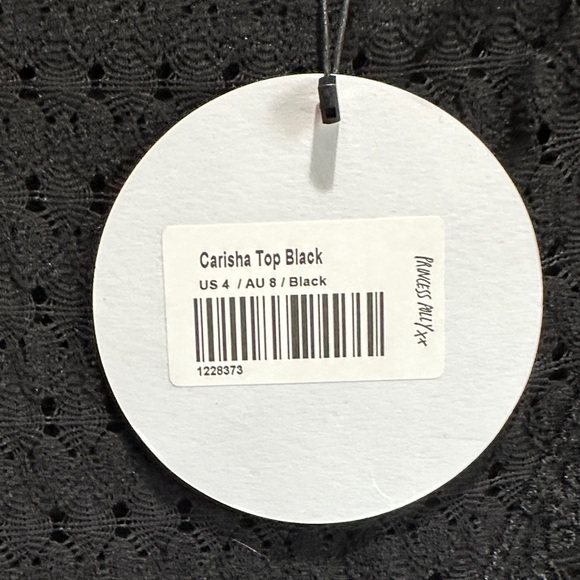 Carisha Top Black
US 4 / AU 8 / Black
1228373
PRINCESS POLLY xx